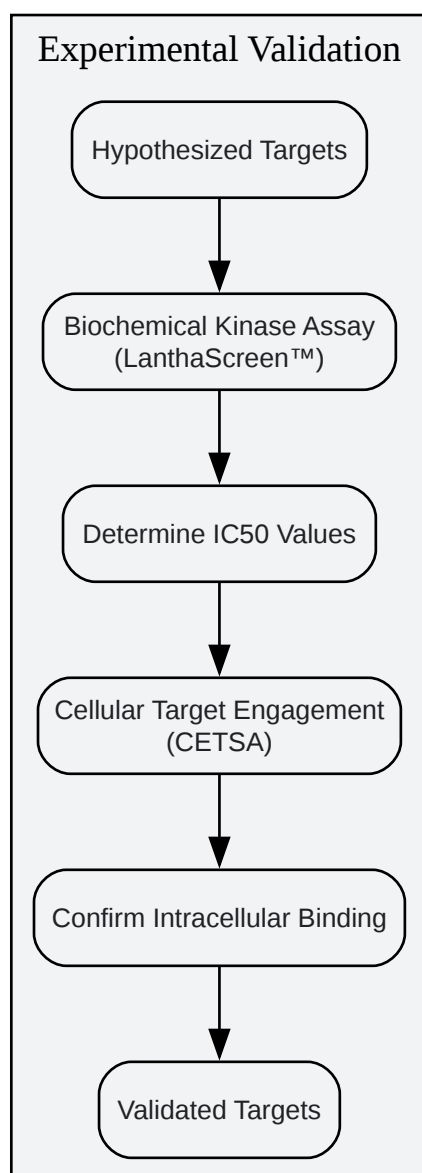 Experimental Validation
Hypothesized Targets
Biochemical Kinase Assay
(LanthaScreen™)
Determine IC50 Values
Cellular Target Engagement
(CETSA)
Confirm Intracellular Binding
Validated Targets